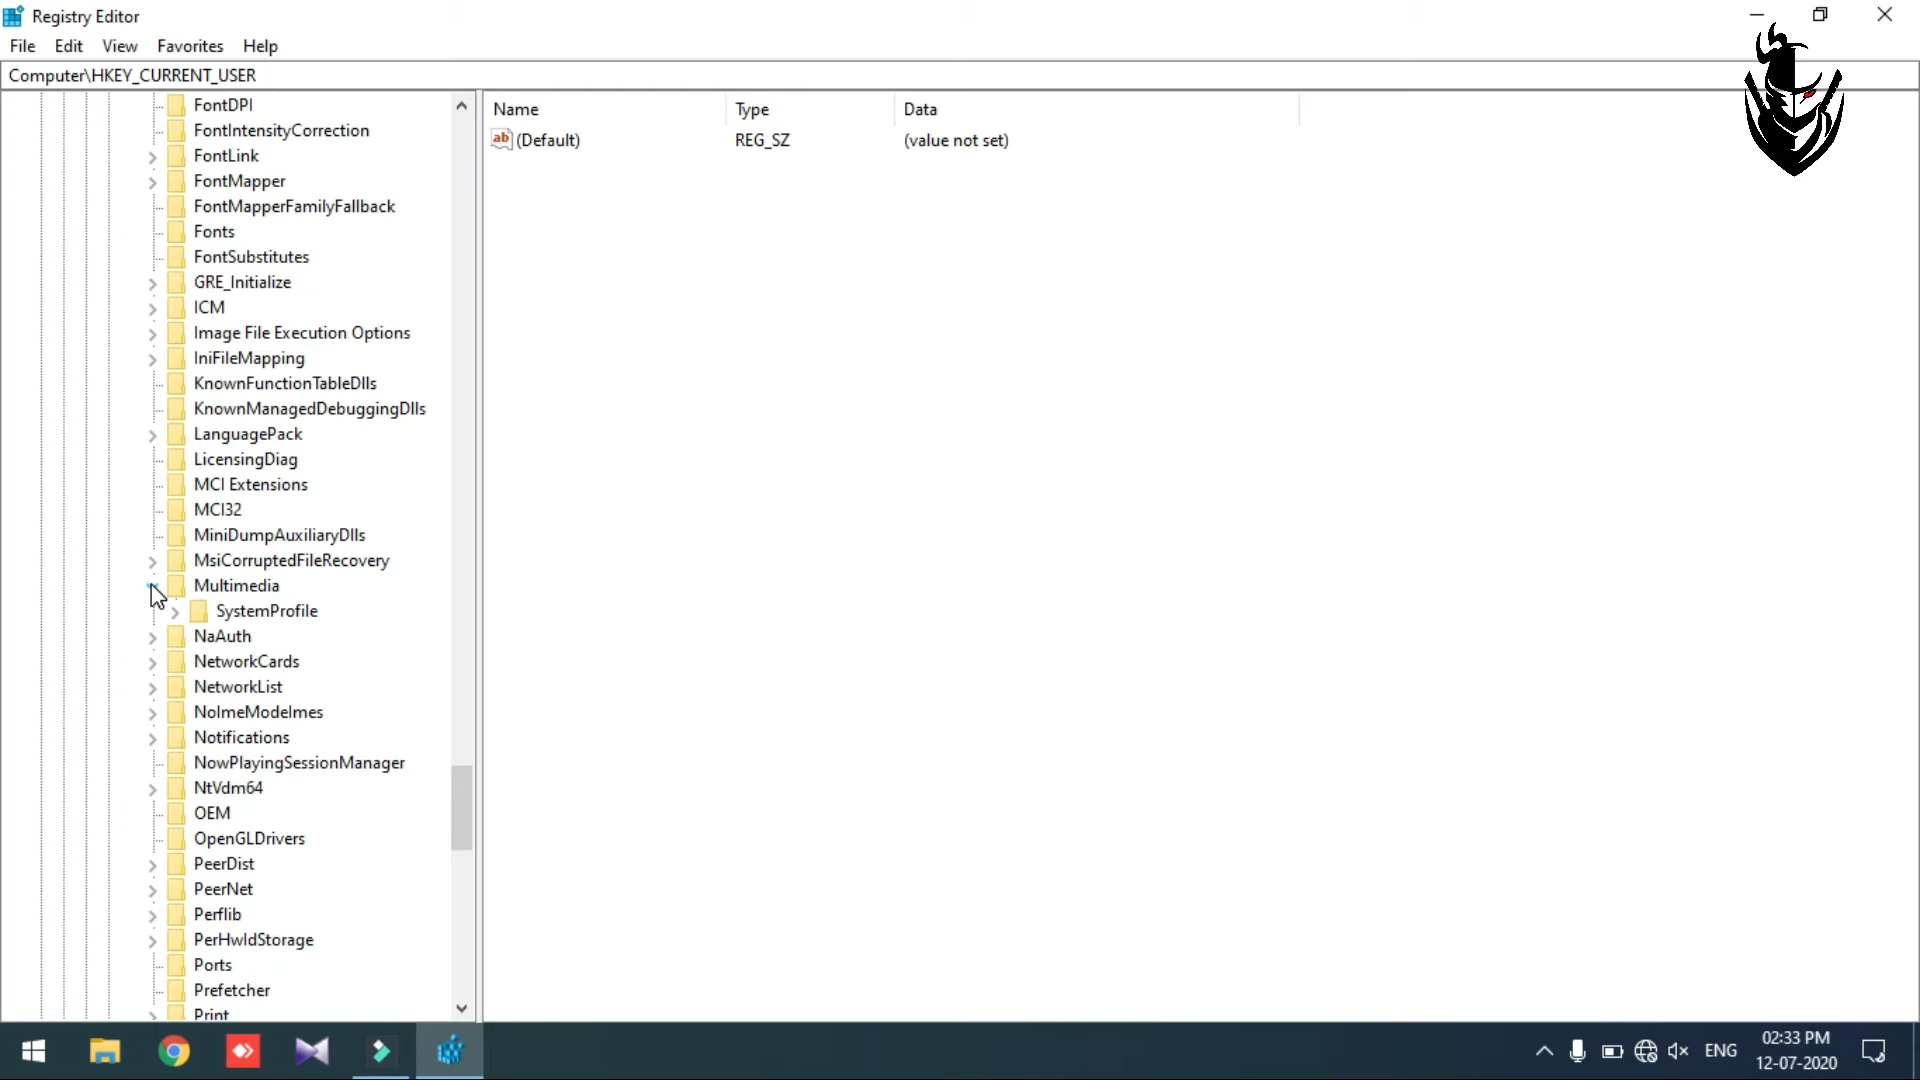 Registry Editor
File Edit View Favorites Help
Computer\HKEY_CURRENT_USER
Name Type Data
ab (Default) REG_SZ (value not set)
FontDPI
FontIntensityCorrection
FontLink
FontMapper
FontMapperFamilyFallback
Fonts
FontSubstitutes
GRE_Initialize
ICM
Image File Execution Options
IniFileMapping
KnownFunctionTableDlls
KnownManagedDebuggingDlls
LanguagePack
LicensingDiag
MCI Extensions
MCI32
MiniDumpAuxiliaryDlls
MsiCorruptedFileRecovery
Multimedia
SystemProfile
NaAuth
NetworkCards
NetworkList
NoImeModeImes
Notifications
NowPlayingSessionManager
NtVdm64
OEM
OpenGLDrivers
PeerDist
PeerNet
Perflib
PerHwIdStorage
Ports
Prefetcher
Print
ENG
02:33 PM
12-07-2020